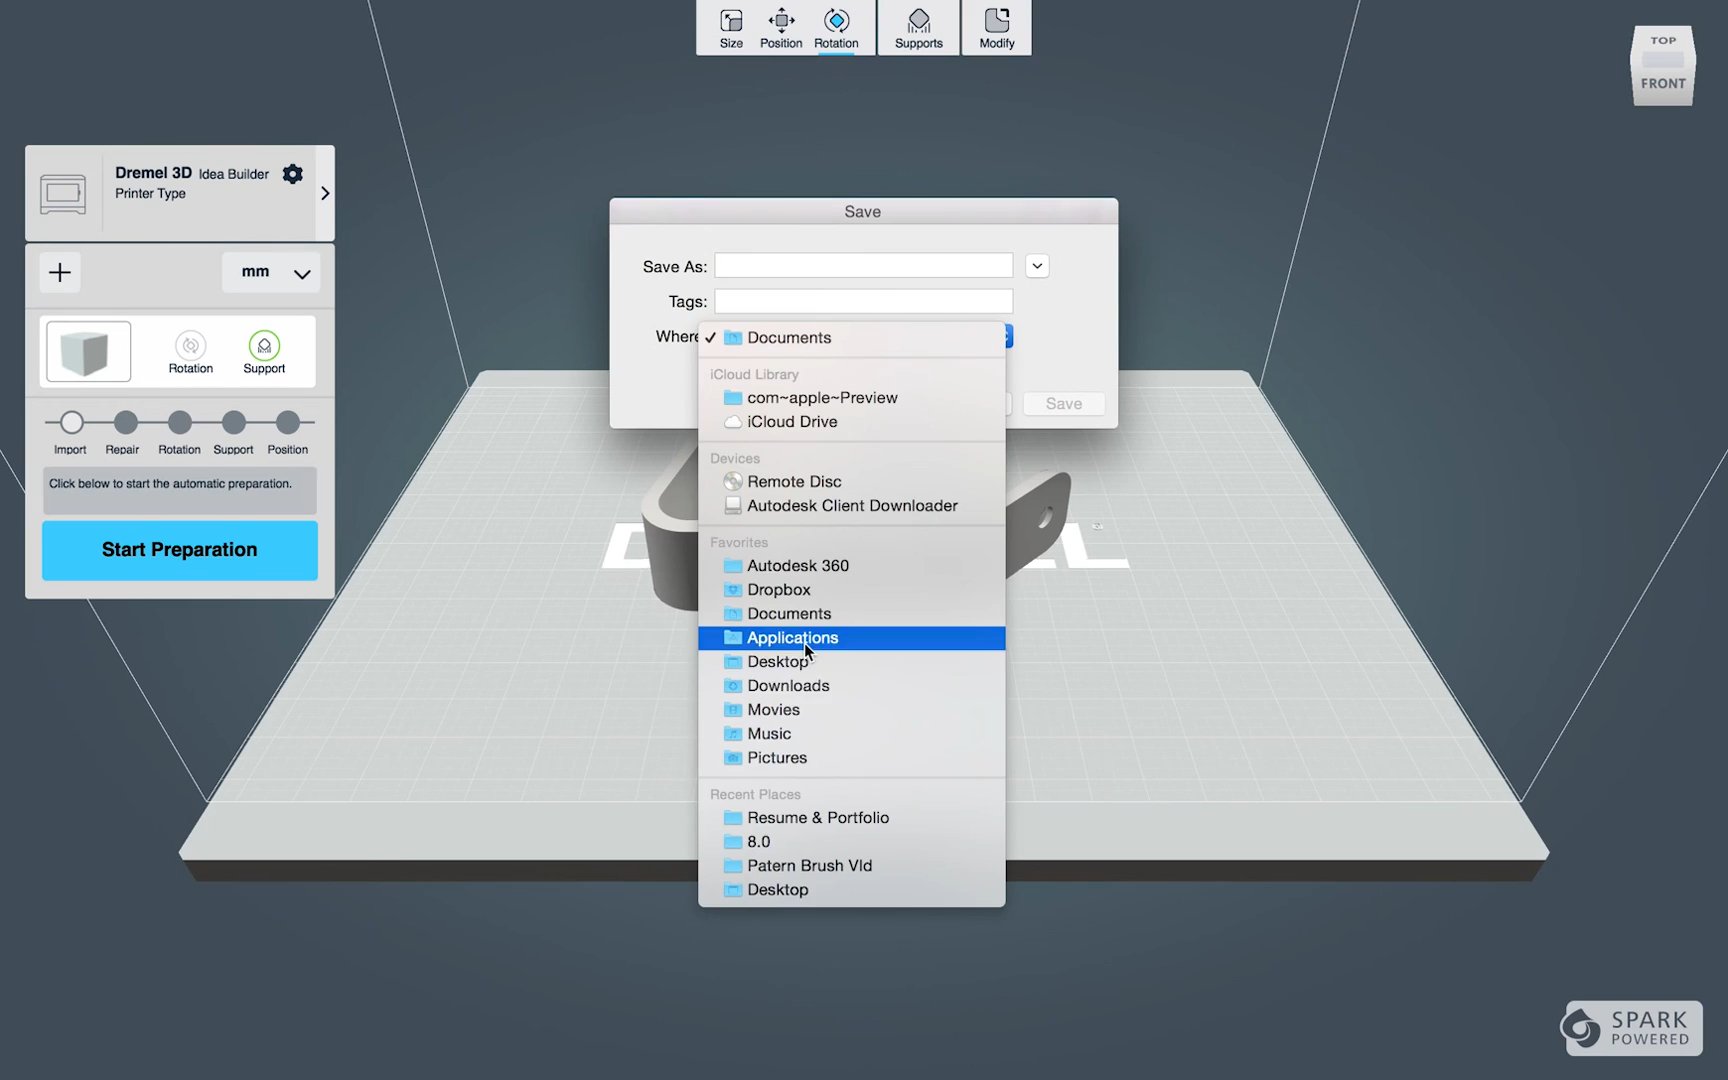 Size
Position
Rotation
Supports
Modify
TOP
FRONT
Dremel 3D Idea Builder
Printer Type
mm
Rotation
Support
Import
Repair
Rotation
Support
Position
Click below to start the automatic preparation.
Start Preparation
Save
Save As:
Tags:
Where
Documents
iCloud Library
com~apple~Preview
iCloud Drive
Devices
Remote Disc
Autodesk Client Downloader
Favorites
Autodesk 360
Dropbox
Documents
Applications
Desktop
Downloads
Movies
Music
Pictures
Recent Places
Resume & Portfolio
8.0
Patern Brush VId
Desktop
Save
SPARK
POWERED